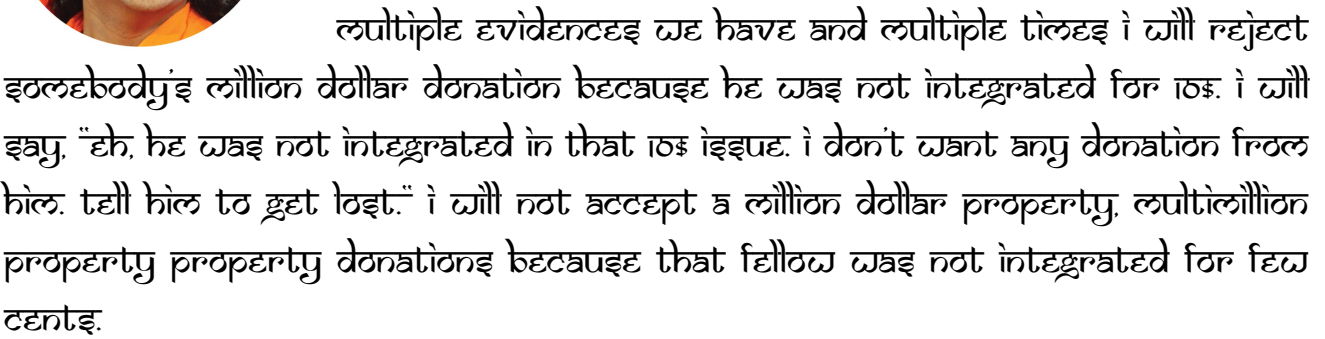 multiple evidences we have and multiple times i will reject
somebody's million dollar donation because he was not integrated for 10$. i will
say, "eh, he was not integrated in that 10$ issue. i don't want any donation from
him. tell him to get lost." i will not accept a million dollar property, multimillion
property property donations because that fellow was not integrated for few
cents.